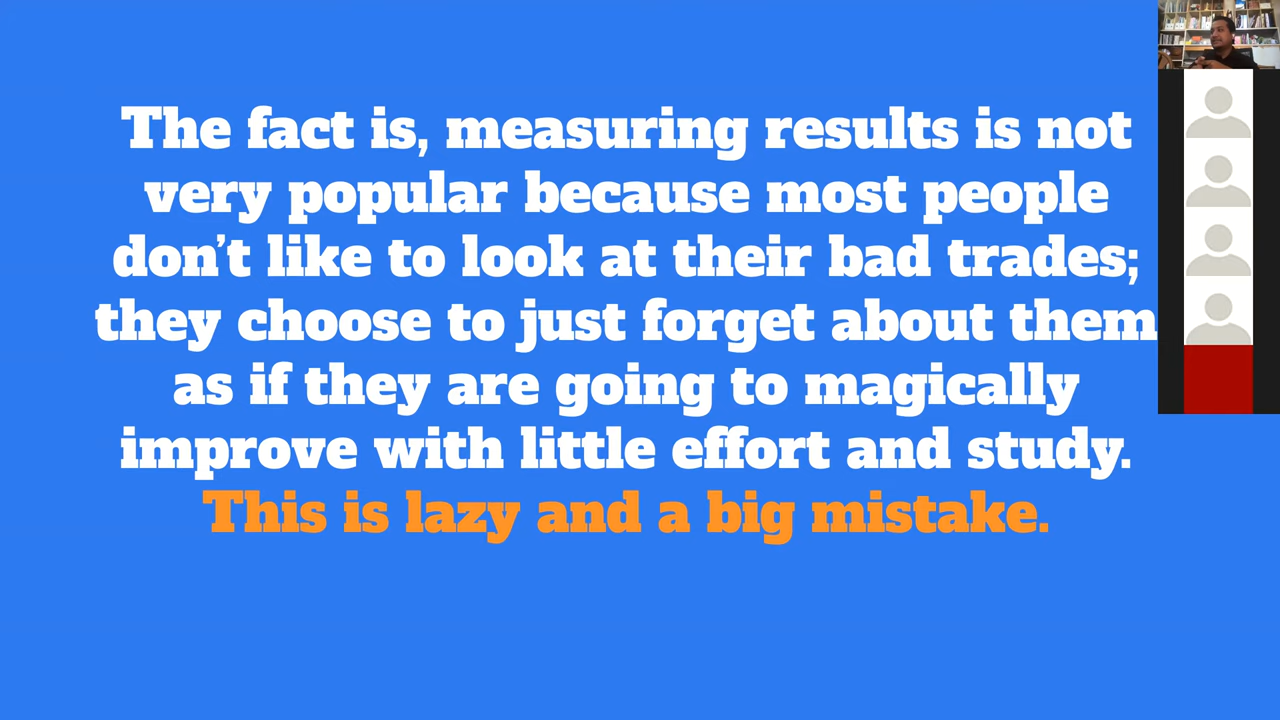 The fact is, measuring results is not
very popular because most people
don’t like to look at their bad trades;
they choose to just forget about them
as if they are going to magically
improve with little effort and study.
This is lazy and a big mistake.